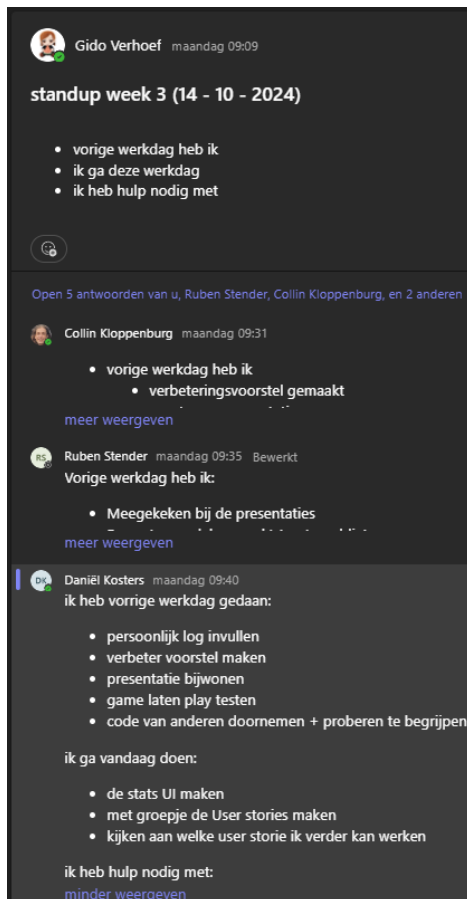 Gido Verhoef maandag 09:09
standup week 3 (14 - 10 - 2024)
vorige werkdag heb ik
ik ga deze werkdag
ik heb hulp nodig met
Open 5 antwoorden van u, Ruben Stender, Collin Kloppenburg, en 2 anderen
Collin Kloppenburg maandag 09:31
vorige werkdag heb ik
verbeteringsvoorstel gemaakt
meer weergeven
RS Ruben Stender maandag 09:35 Bewerkt
Vorige werkdag heb ik:
Meegekeken bij de presentaties
meer weergeven
DK Daniël Kosters maandag 09:40
ik heb vorrige werkdag gedaan:
persoonlijk log invullen
verbeter voorstel maken
presentatie bijwonen
game laten play testen
code van anderen doornemen + proberen te begrijpen
ik ga vandaag doen:
de stats UI maken
met groepje de User stories maken
kijken aan welke user storie ik verder kan werken
ik heb hulp nodig met:
minder weergeven